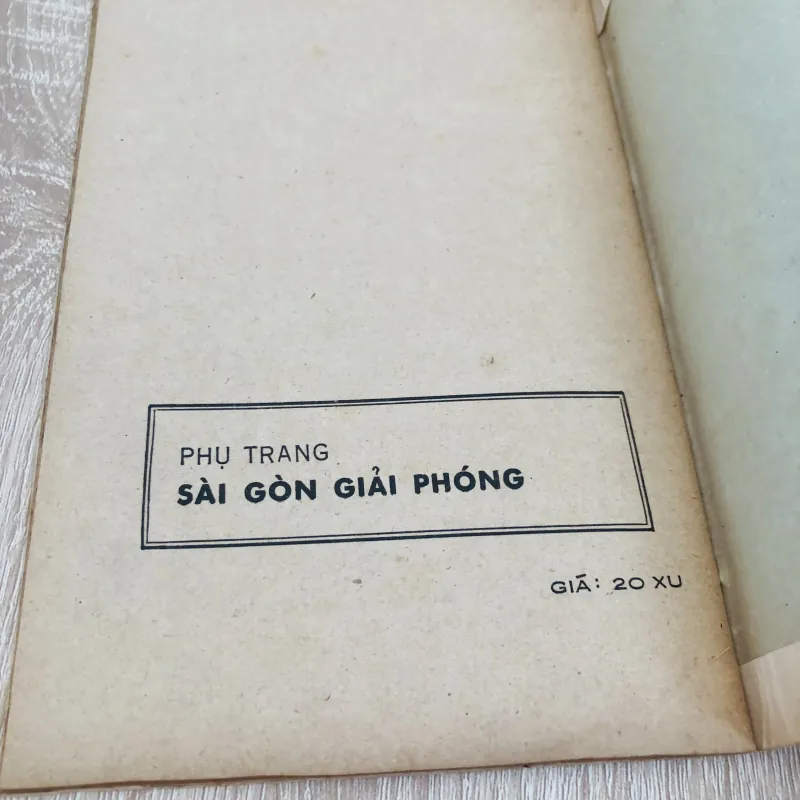 PHỤ TRANG
SÀI GÒN GIẢI PHÓNG
GIÁ: 20 XU